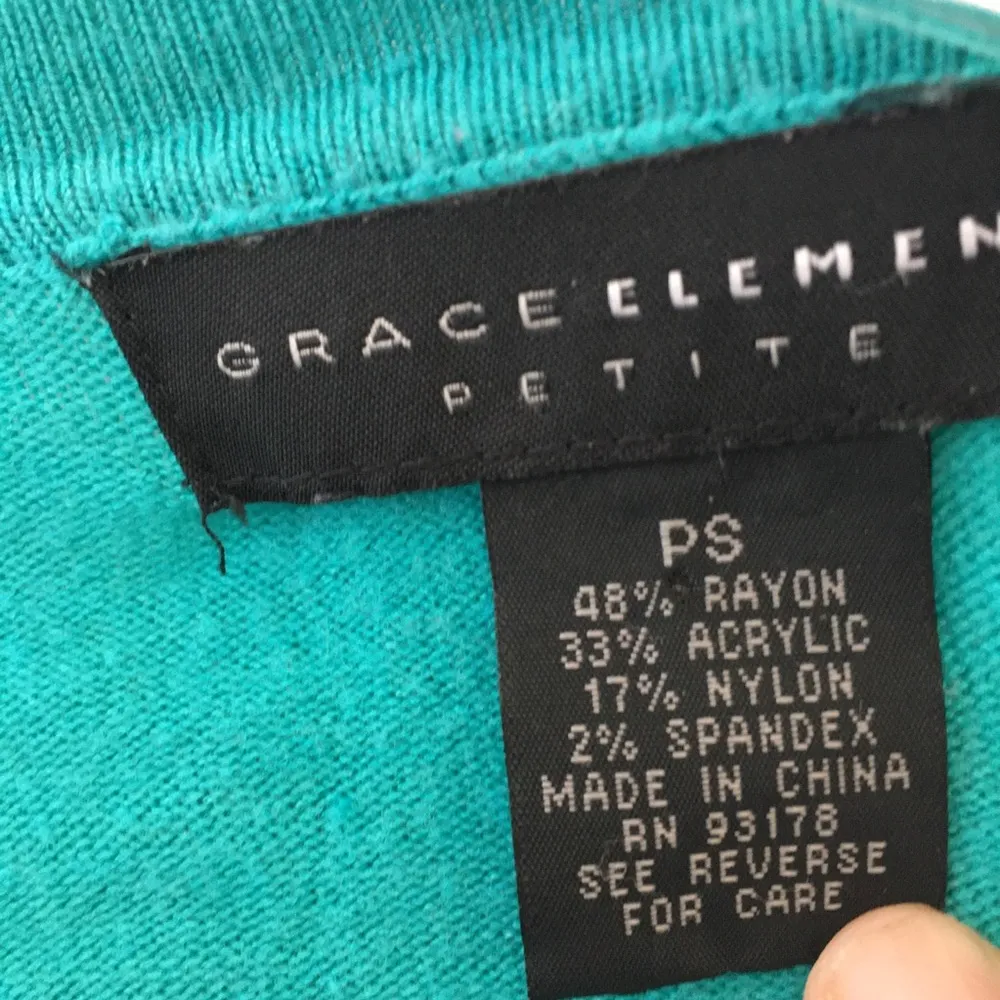 GRACE ELEMEN
PETITE
PS
48% RAYON
33% ACRYLIC
17% NYLON
2% SPANDEX
MADE IN CHINA
RN 93178
SEE REVERSE
FOR CARE